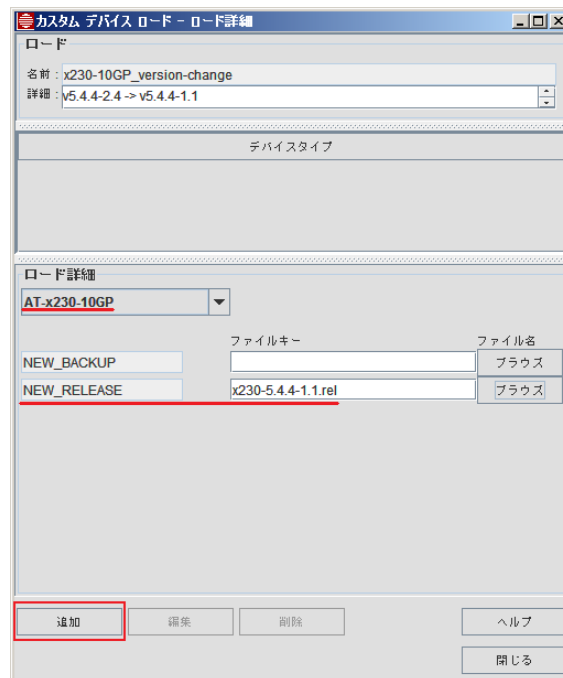 カスタム デバイス ロード - ロード詳細
ロード
名前 : x230-10GP_version-change
詳細 : v5.4.4-2.4 -> v5.4.4-1.1
デバイスタイプ
ロード詳細
AT-x230-10GP
ファイルキー ファイル名
NEW_BACKUP ブラウズ
NEW_RELEASE x230-5.4.4-1.1.rel ブラウズ
追加 編集 削除 ヘルプ
閉じる